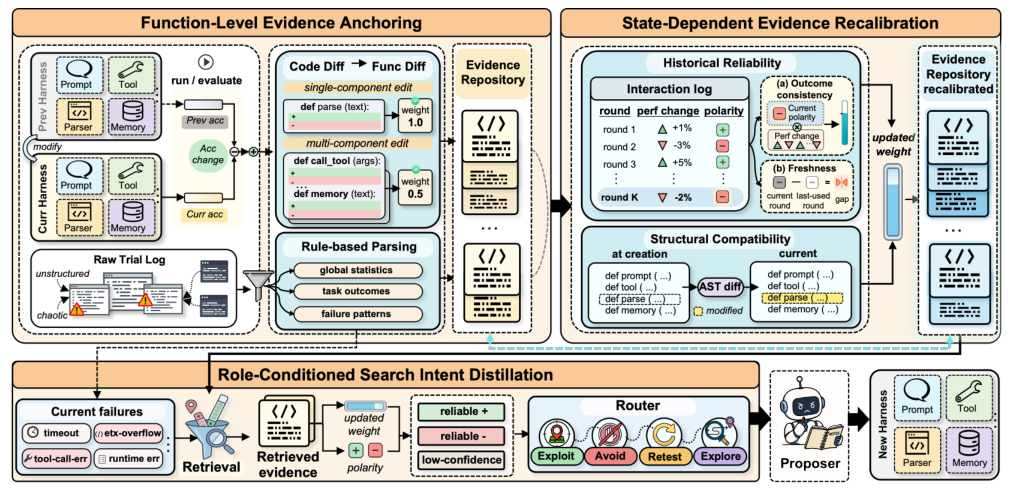 Function-Level Evidence Anchoring
Prev Harness
Prompt
Tool
Parser
Memory
modify
Curr Harness
Prompt
Tool
Parser
Memory
run / evaluate
Prev acc
Acc
change
Curr acc
Raw Trial Log
unstructured
chaotic
Code Diff
Func Diff
single-component edit
def parse (text):
+
-
weight
1.0
multi-component edit
def call_tool (args):
def memory (text):
+
-
weight
0.5
Rule-based Parsing
global statistics
task outcomes
failure patterns
Evidence
Repository
...
State-Dependent Evidence Recalibration
Historical Reliability
Interaction log
round perf change polarity
round 1 +1% +
round 2 -3% -
round 3 +5% +
round K -2% -
(a) Outcome
consistency
Current
polarity
Perf change
(b) Freshness
current
round
last-used
round
=
gap
Structural Compatibility
at creation
def prompt ( ... )
def tool ( ... )
def parse ( ... )
def memory ( ... )
AST diff
modified
current
def prompt ( ... )
def tool ( ... )
def parse ( ... )
def memory ( ... )
updated
weight
Evidence
Repository
recalibrated
...
Role-Conditioned Search Intent Distillation
Current failures
timeout
etx-overflow
tool-call-err
runtime err
Retrieval
Retrieved
evidence
updated
weight
+ -
polarity
reliable +
reliable -
low-confidence
Router
Exploit
Avoid
Retest
Explore
Proposer
New Harness
Prompt
Tool
Parser
Memory